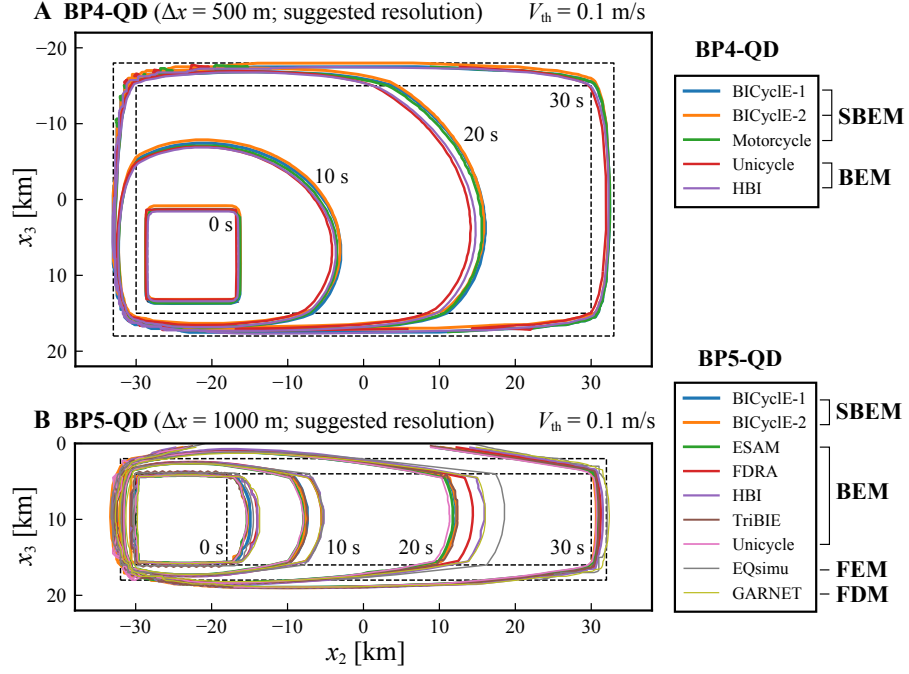 A BP4-QD (Δx = 500 m; suggested resolution) V_th = 0.1 m/s
−20
−10
0
10
20
x₃ [km]
0 s
10 s
20 s
30 s
−30 −20 −10 0 10 20 30
BP4-QD
BICyclE-1
BICyclE-2
Motorcycle
SBEM
Unicycle
HBI
BEM
B BP5-QD (Δx = 1000 m; suggested resolution) V_th = 0.1 m/s
0
10
20
x₃ [km]
0 s 10 s 20 s 30 s
−30 −20 −10 0 10 20 30
x₂ [km]
BP5-QD
BICyclE-1
BICyclE-2
SBEM
ESAM
FDRA
HBI
TriBIE
Unicycle
BEM
EQsimu FEM
GARNET FDM